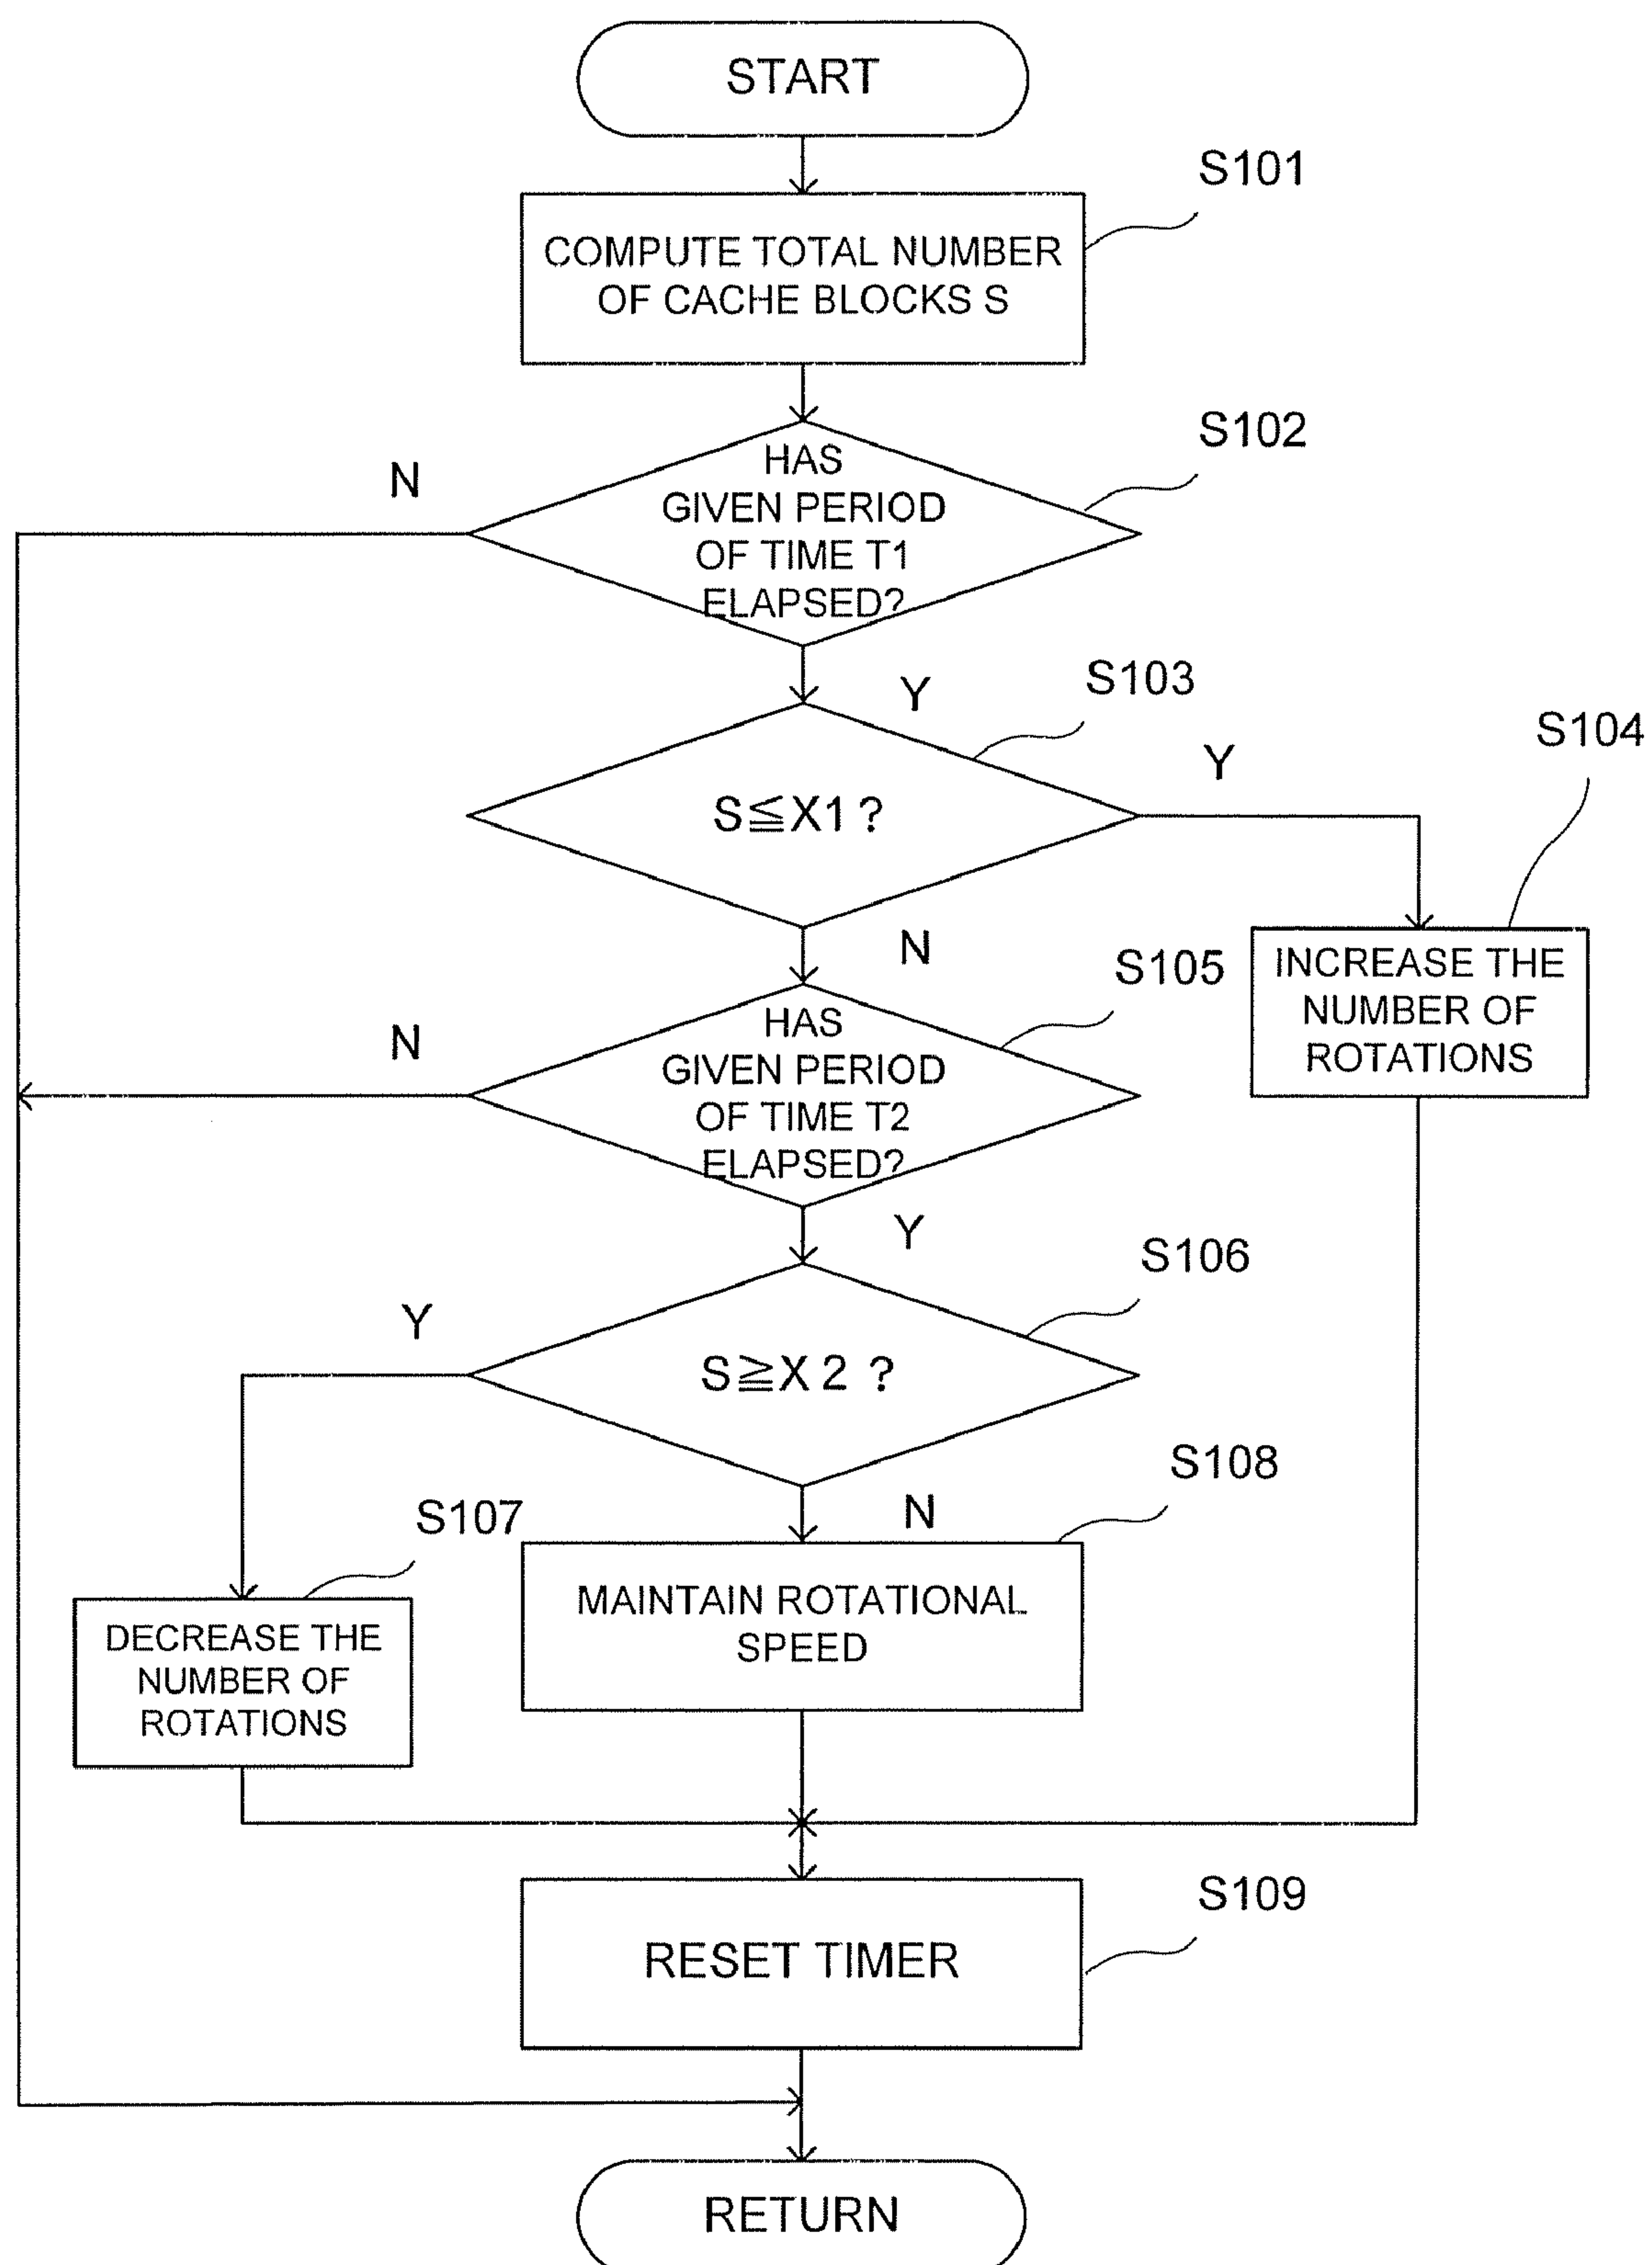 START
S101
COMPUTE TOTAL NUMBER
OF CACHE BLOCKS S
S102
N
HAS
GIVEN PERIOD
OF TIME T1
ELAPSED?
Y
S103
S104
Y
S≦X1?
N
S105
INCREASE THE
NUMBER OF
ROTATIONS
N
HAS
GIVEN PERIOD
OF TIME T2
ELAPSED?
Y
S106
Y
S≧X2 ?
S108
N
S107
MAINTAIN ROTATIONAL
SPEED
DECREASE THE
NUMBER OF
ROTATIONS
S109
RESET TIMER
RETURN